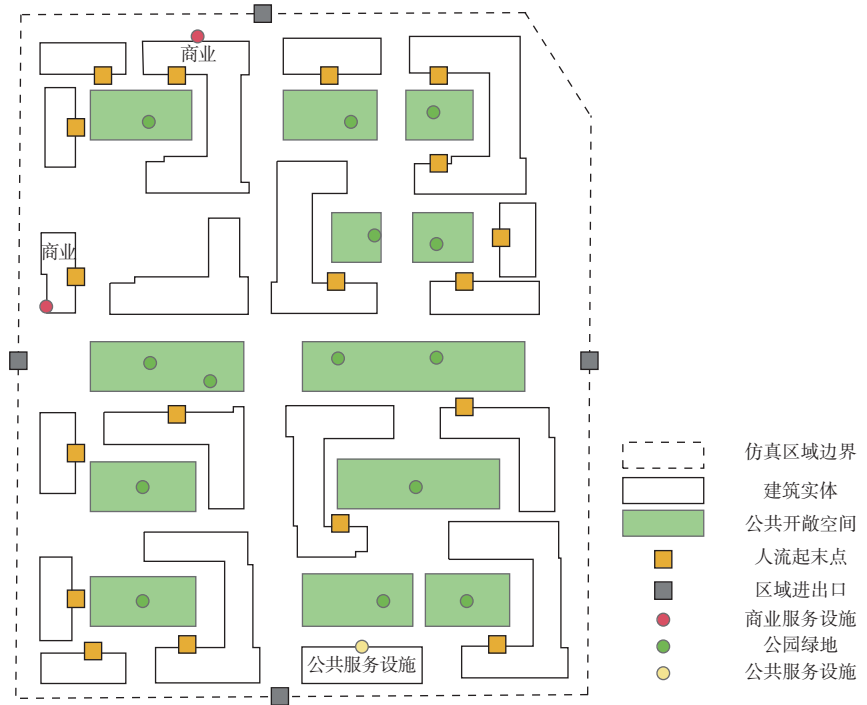 商业
商业
公共服务设施
仿真区域边界
建筑实体
公共开敞空间
人流起末点
区域进出口
商业服务设施
公园绿地
公共服务设施